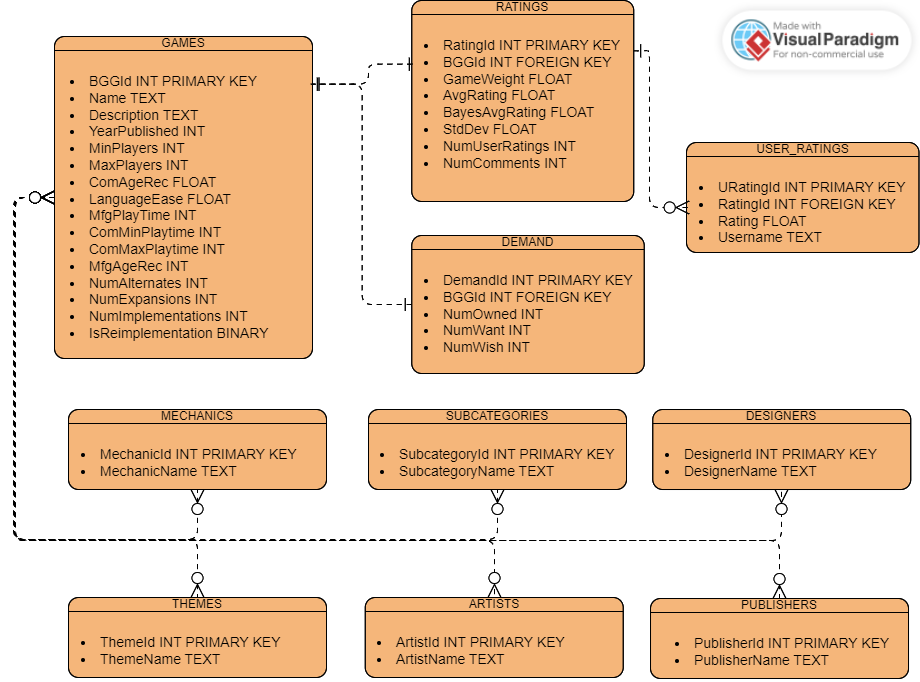 GAMES
BGGId INT PRIMARY KEY
Name TEXT
Description TEXT
YearPublished INT
MinPlayers INT
MaxPlayers INT
ComAgeRec FLOAT
LanguageEase FLOAT
MfgPlayTime INT
ComMinPlaytime INT
ComMaxPlaytime INT
MfgAgeRec INT
NumAlternates INT
NumExpansions INT
NumImplementations INT
IsReimplementation BINARY
RATINGS
RatingId INT PRIMARY KEY
BGGId INT FOREIGN KEY
GameWeight FLOAT
AvgRating FLOAT
BayesAvgRating FLOAT
StdDev FLOAT
NumUserRatings INT
NumComments INT
Made with
VisualParadigm
For non-commercial use
USER_RATINGS
URatingId INT PRIMARY KEY
RatingId INT FOREIGN KEY
Rating FLOAT
Username TEXT
DEMAND
DemandId INT PRIMARY KEY
BGGId INT FOREIGN KEY
NumOwned INT
NumWant INT
NumWish INT
MECHANICS
MechanicId INT PRIMARY KEY
MechanicName TEXT
SUBCATEGORIES
SubcategoryId INT PRIMARY KEY
SubcategoryName TEXT
DESIGNERS
DesignerId INT PRIMARY KEY
DesignerName TEXT
THEMES
ThemeId INT PRIMARY KEY
ThemeName TEXT
ARTISTS
ArtistId INT PRIMARY KEY
ArtistName TEXT
PUBLISHERS
PublisherId INT PRIMARY KEY
PublisherName TEXT